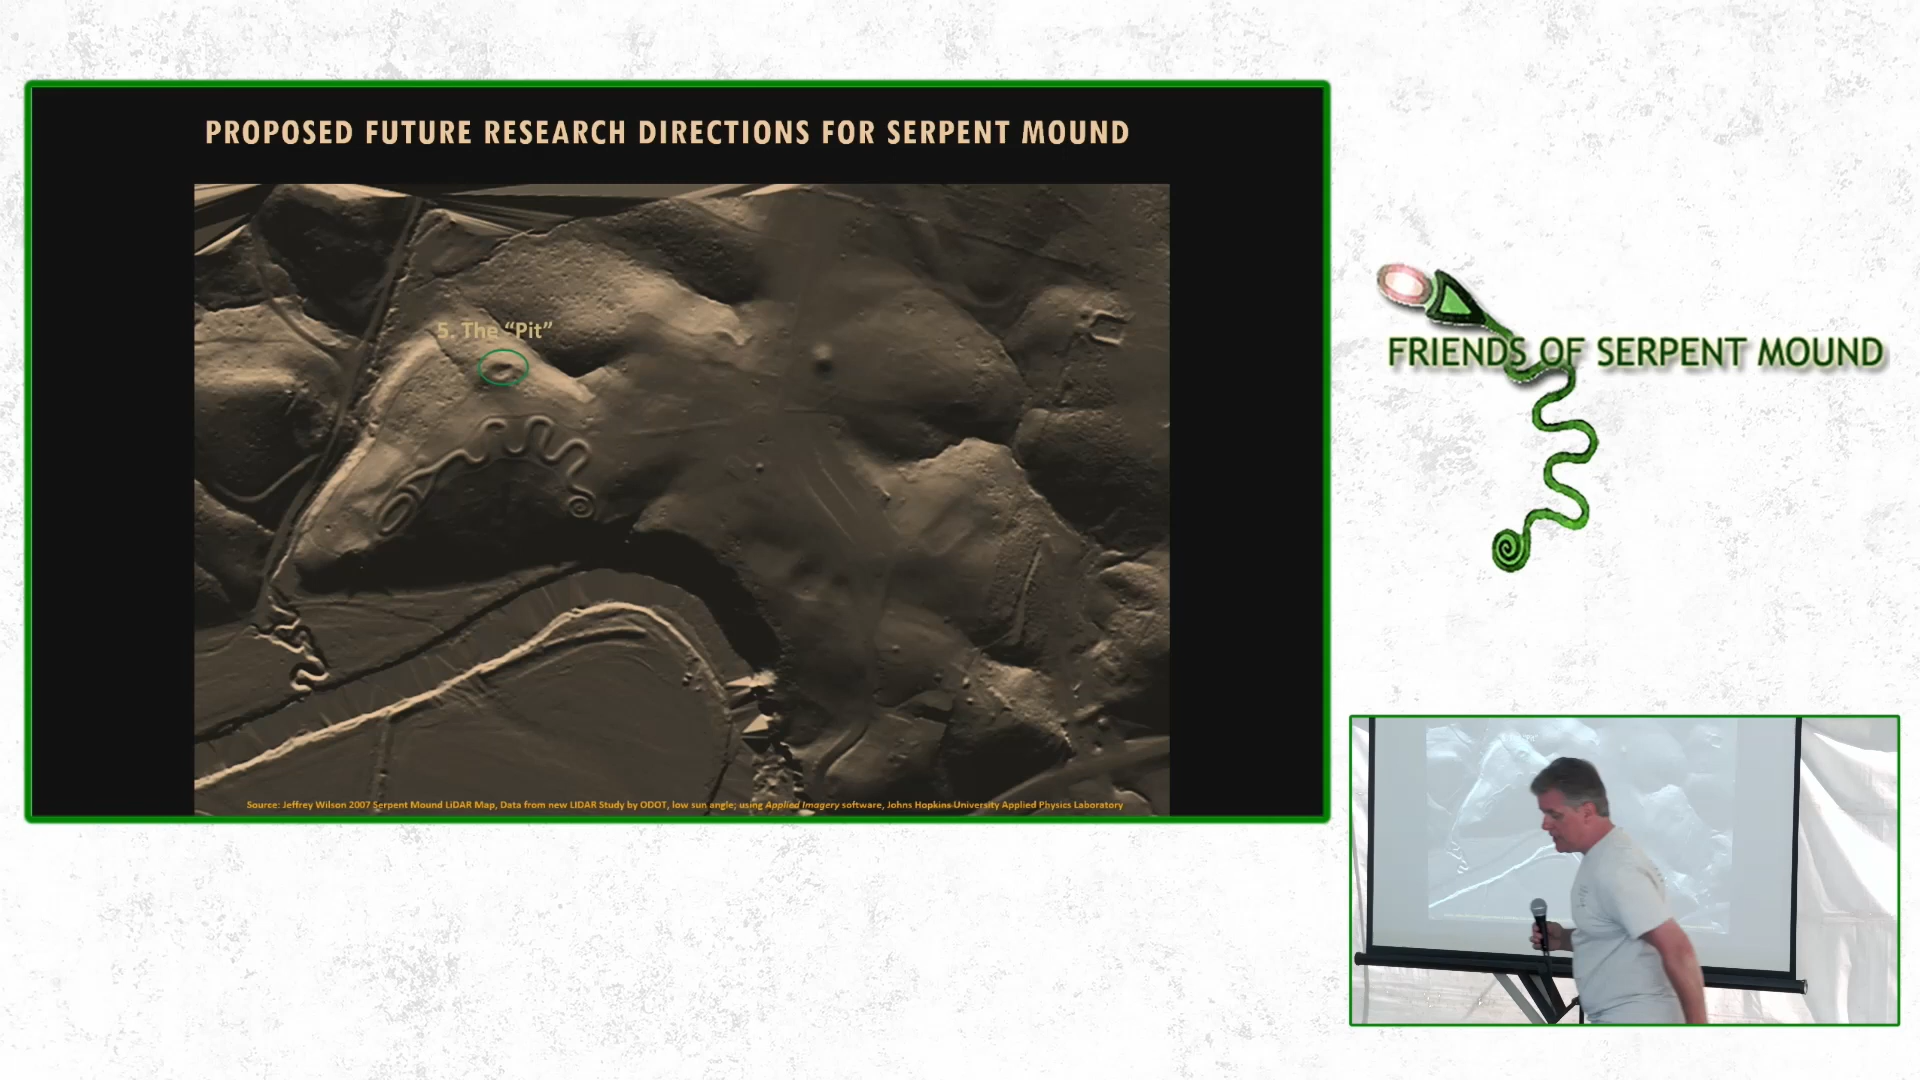 PROPOSED FUTURE RESEARCH DIRECTIONS FOR SERPENT MOUND
5. The “Pit”
Source: Jeffrey Wilson 2007 Serpent Mound LiDAR Map, Data from new LIDAR Study by ODOT, low sun angle; using Applied Imagery software, Johns Hopkins University Applied Physics Laboratory
FRIENDS OF SERPENT MOUND